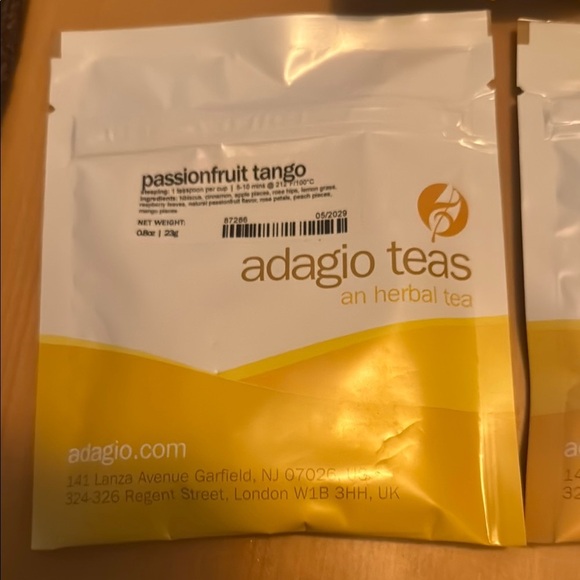 passionfruit tango
Steeping: 1 teaspoon per cup | 5-10 mins @ 212°F/100°C
Ingredients: hibiscus, cinnamon, apple pieces, rose hips, lemon grass,
raspberry leaves, natural passionfruit flavor, rose petals, peach pieces,
mango pieces
NET WEIGHT:
0.8oz | 23g
87286 05/2029
adagio teas
an herbal tea
adagio.com
141 Lanza Avenue Garfield, NJ 07026, US
324-326 Regent Street, London W1B 3HH, UK
a
14
32